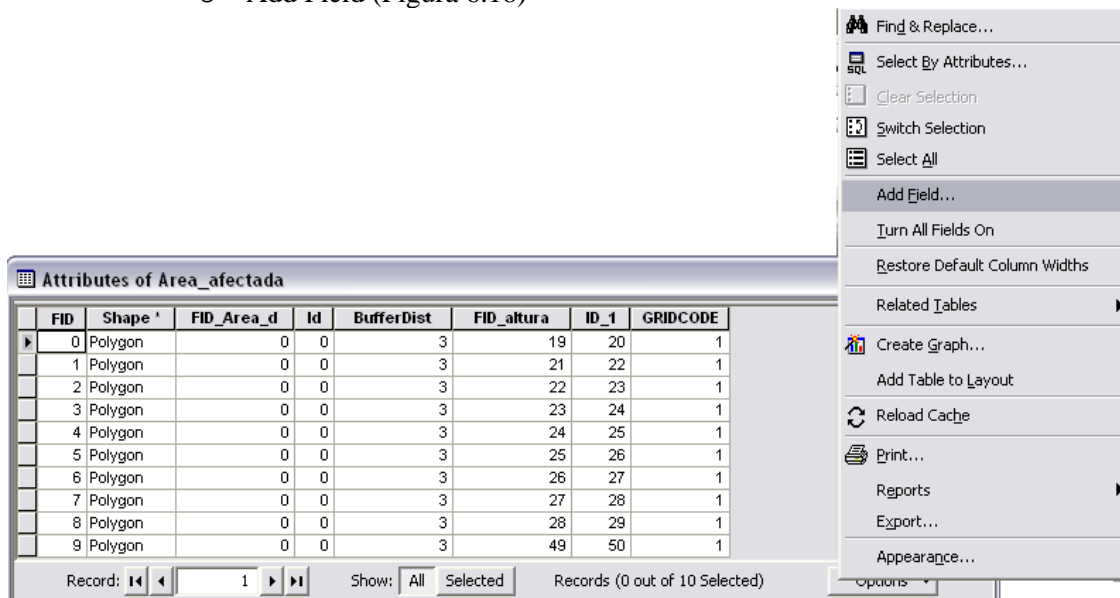 Add Field (Figura 6.18)
Find & Replace...
Select By Attributes...
Clear Selection
Switch Selection
Select All
Add Field...
Turn All Fields On
Restore Default Column Widths
Related Tables
Create Graph...
Add Table to Layout
Reload Cache
Print...
Reports
Export...
Appearance...
Attributes of Area_afectada
FID Shape * FID_Area_d Id BufferDist FID_altura ID_1 GRIDCODE
0 Polygon 0 0 3 19 20 1
1 Polygon 0 0 3 21 22 1
2 Polygon 0 0 3 22 23 1
3 Polygon 0 0 3 23 24 1
4 Polygon 0 0 3 24 25 1
5 Polygon 0 0 3 25 26 1
6 Polygon 0 0 3 26 27 1
7 Polygon 0 0 3 27 28 1
8 Polygon 0 0 3 28 29 1
9 Polygon 0 0 3 49 50 1
Record: 1 Show: All Selected Records (0 out of 10 Selected) Options